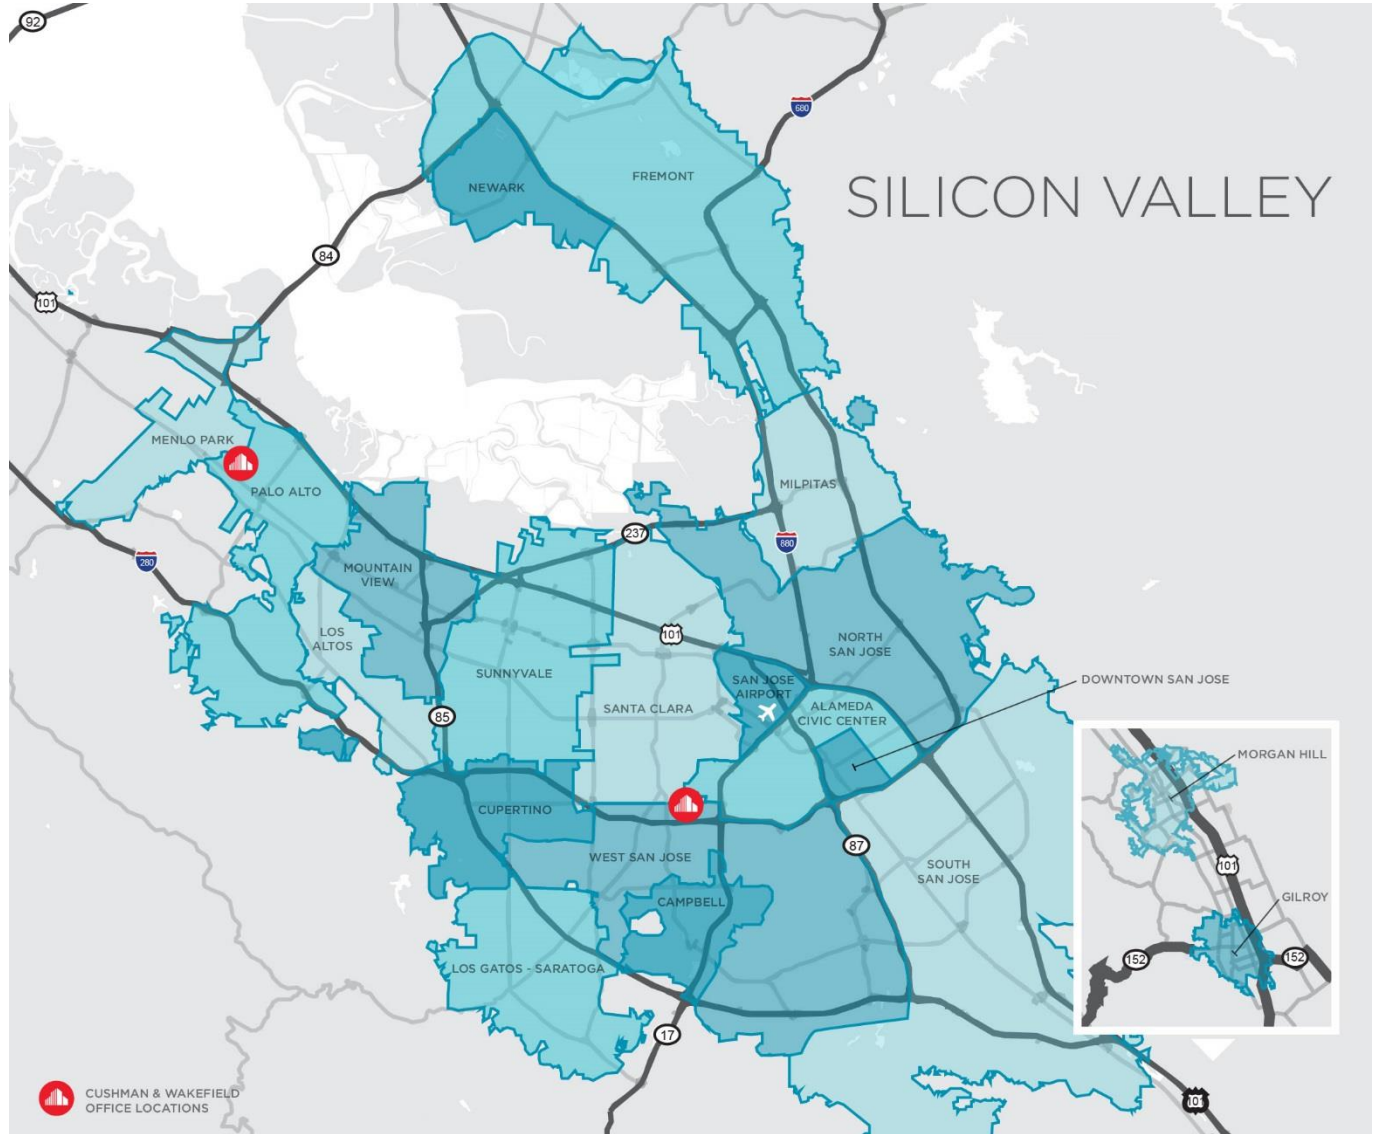 92
680
FREMONT
NEWARK
SILICON VALLEY
84
101
MENLO PARK
PALO ALTO
MILPITAS
237
880
280
MOUNTAIN
VIEW
LOS
ALTOS
101
NORTH
SAN JOSE
SUNNYVALE
SAN JOSE
AIRPORT
DOWNTOWN SAN JOSE
SANTA CLARA
ALAMEDA
CIVIC CENTER
85
MORGAN HILL
CUPERTINO
87
WEST SAN JOSE
SOUTH
SAN JOSE
101
CAMPBELL
GILROY
LOS GATOS - SARATOGA
152
152
17
CUSHMAN & WAKEFIELD
OFFICE LOCATIONS
101